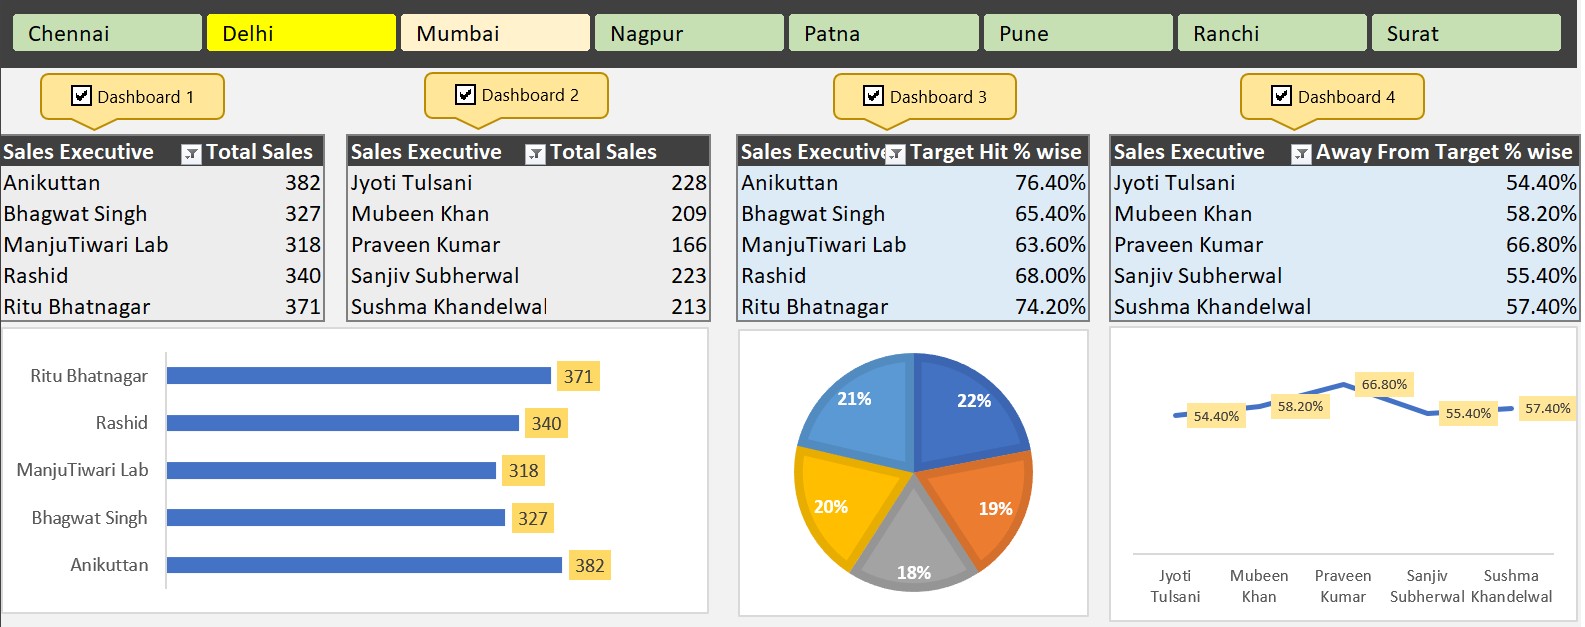 Chennai Delhi Mumbai Nagpur Patna Pune Ranchi Surat
Dashboard 1 Dashboard 2 Dashboard 3 Dashboard 4
Sales Executive Total Sales
Anikuttan 382
Bhagwat Singh 327
ManjuTiwari Lab 318
Rashid 340
Ritu Bhatnagar 371
Sales Executive Total Sales
Jyoti Tulsani 228
Mubeen Khan 209
Praveen Kumar 166
Sanjiv Subherwal 223
Sushma Khandelwal 213
Sales Executive Target Hit % wise
Anikuttan 76.40%
Bhagwat Singh 65.40%
ManjuTiwari Lab 63.60%
Rashid 68.00%
Ritu Bhatnagar 74.20%
Sales Executive Away From Target % wise
Jyoti Tulsani 54.40%
Mubeen Khan 58.20%
Praveen Kumar 66.80%
Sanjiv Subherwal 55.40%
Sushma Khandelwal 57.40%
Ritu Bhatnagar 371
Rashid 340
ManjuTiwari Lab 318
Bhagwat Singh 327
Anikuttan 382
21% 22%
20% 19%
18%
54.40% 58.20% 66.80% 55.40% 57.40%
Jyoti Mubeen Praveen Sanjiv Sushma
Tulsani Khan Kumar Subherwal Khandelwal